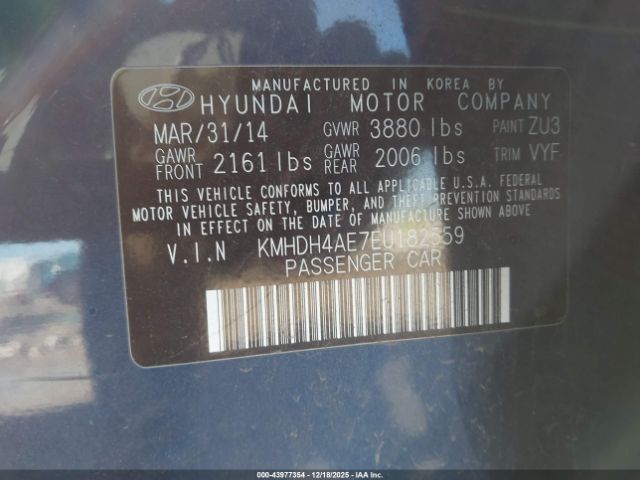 MANUFACTURED IN KOREA BY
HYUNDAI MOTOR COMPANY
MAR/31/14 GVWR 3880 lbs PAINT ZU3
GAWR FRONT 2161 lbs GAWR REAR 2006 lbs TRIM VYF
THIS VEHICLE CONFORMS TO ALL APPLICABLE U.S.A. FEDERAL
MOTOR VEHICLE SAFETY, BUMPER, AND THEFT PREVENTION STANDARDS
IN EFFECT ON THE DATE OF MANUFACTURE SHOWN ABOVE
V.I.N KMHDH4AE7EU182559
PASSENGER CAR
000-43977354 | 12/18/2025 - IAA, Inc.